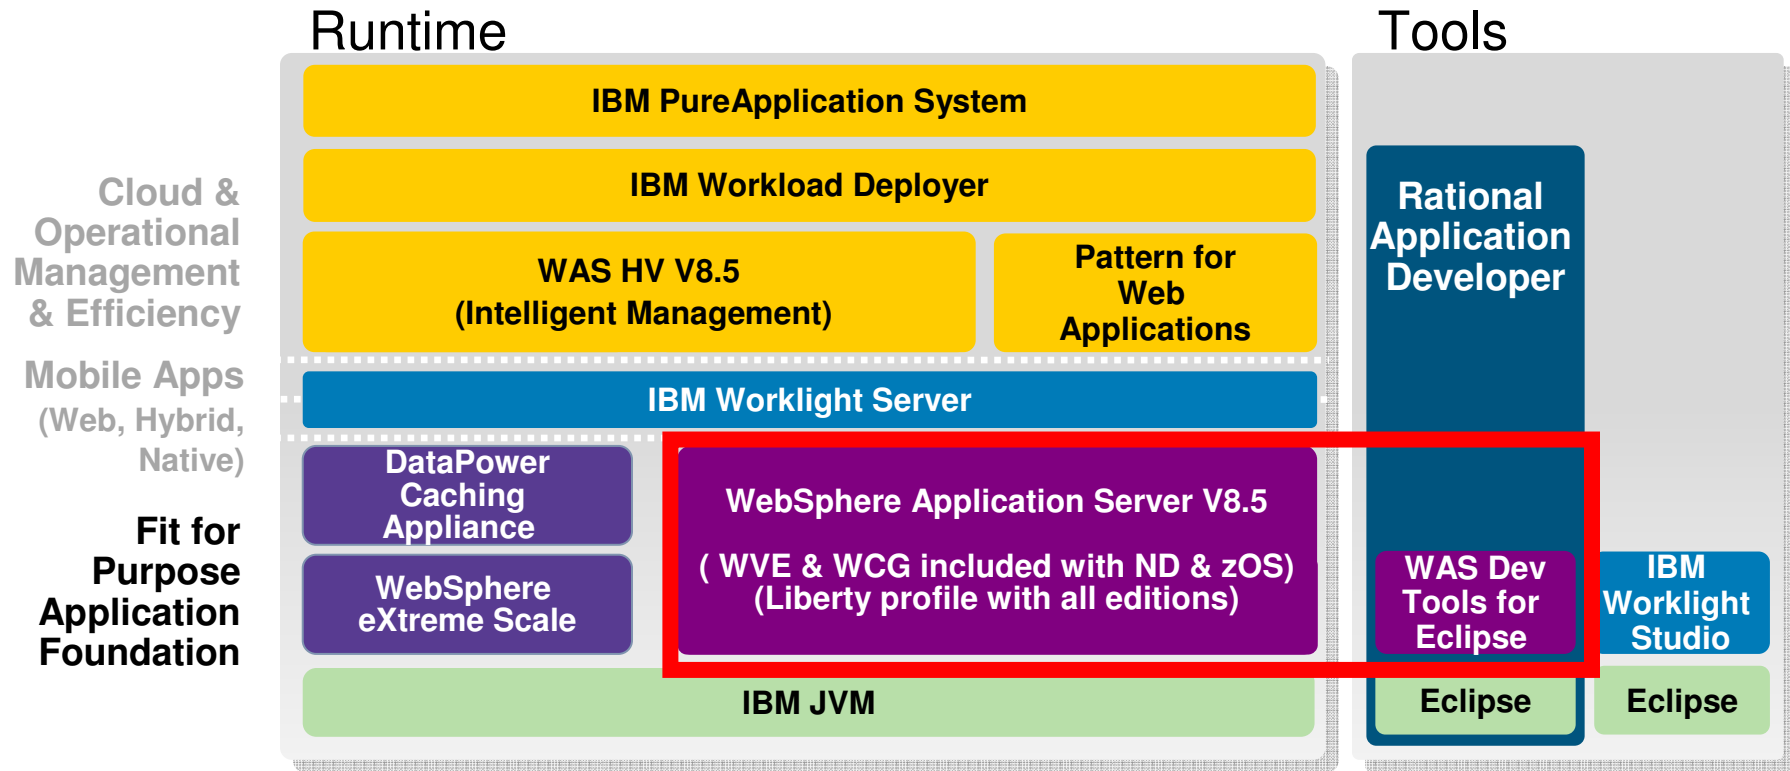 Runtime
Tools
IBM PureApplication System
IBM Workload Deployer
WAS HV V8.5
(Intelligent Management)
Pattern for
Web
Applications
Cloud &
Operational
Management
& Efficiency
Mobile Apps
(Web, Hybrid,
Native)
IBM Worklight Server
Fit for
Purpose
Application
Foundation
DataPower
Caching
Appliance
WebSphere
eXtreme Scale
WebSphere Application Server V8.5
( WVE & WCG included with ND & zOS)
(Liberty profile with all editions)
IBM JVM
Rational
Application
Developer
WAS Dev
Tools for
Eclipse
IBM
Worklight
Studio
Eclipse
Eclipse